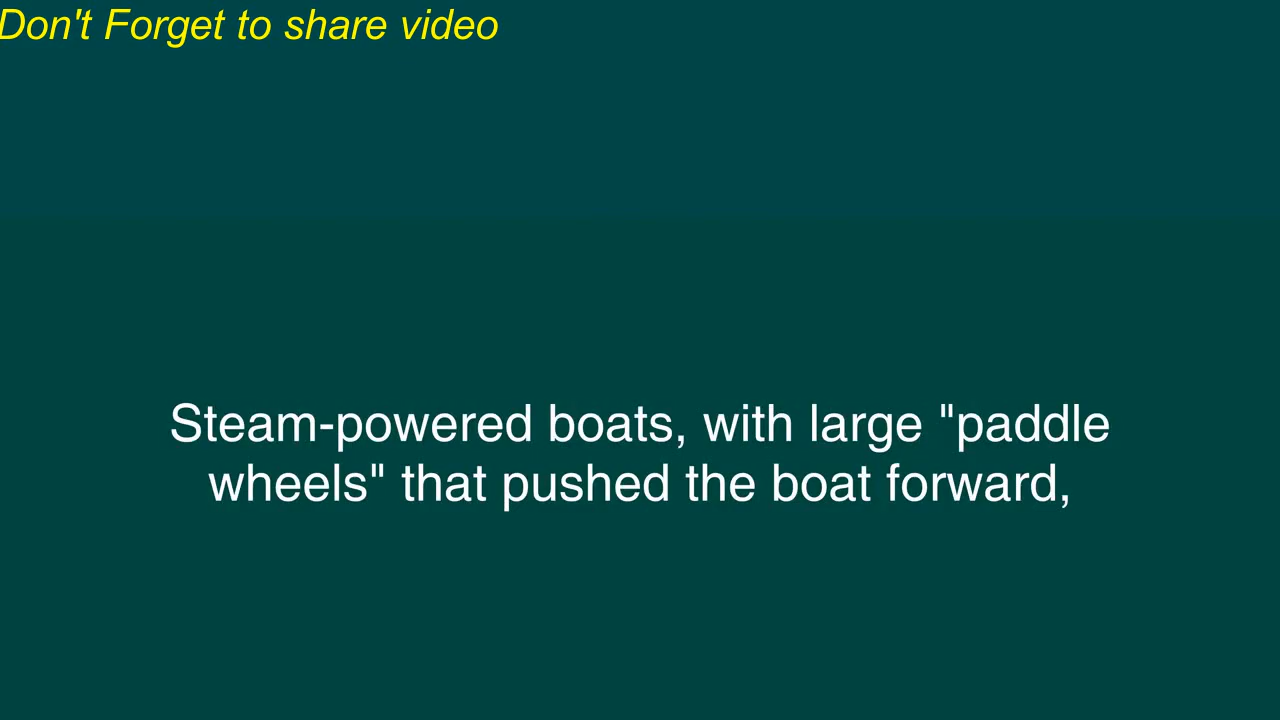 Don't Forget to share video
Steam-powered boats, with large "paddle
wheels" that pushed the boat forward,